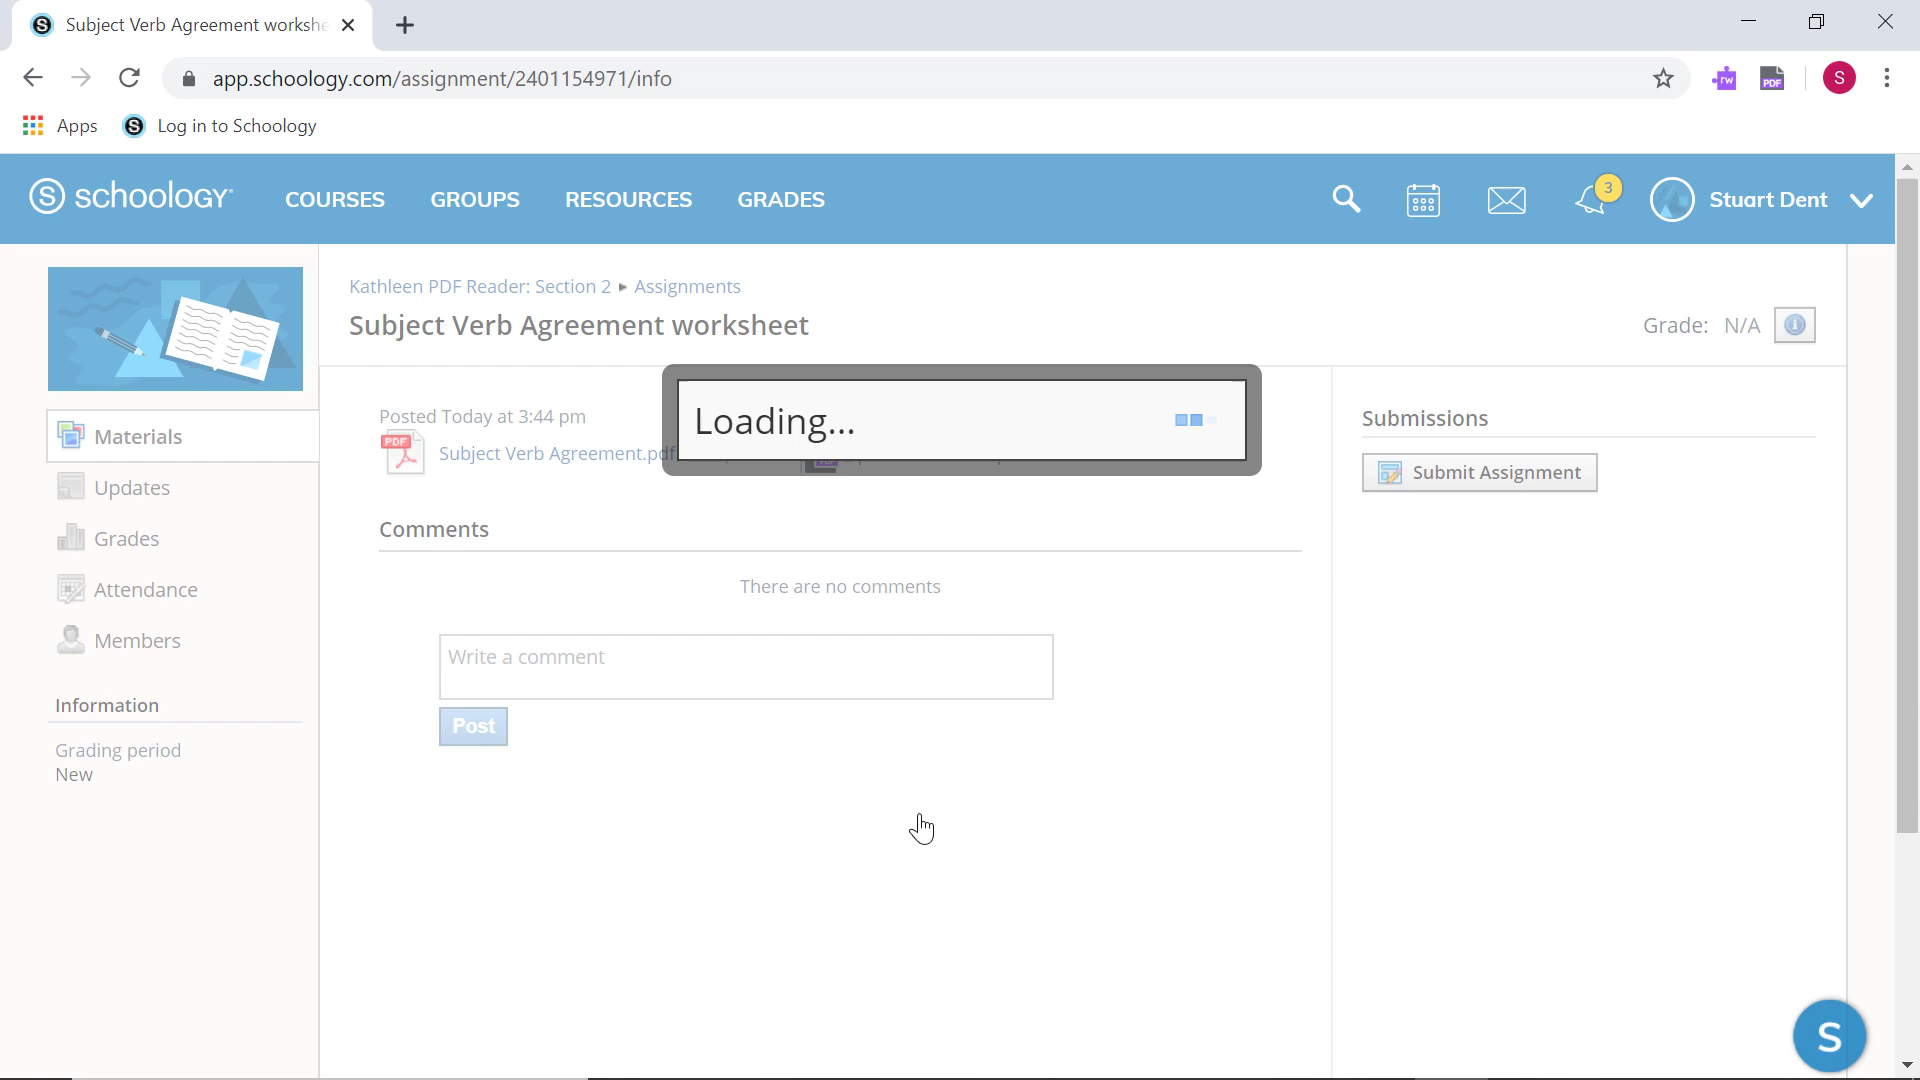 Subject Verb Agreement workshe
app.schoology.com/assignment/2401154971/info
rw
PDF
S
Apps
S Log in to Schoology
S schoology
COURSES
GROUPS
RESOURCES
GRADES
3
Stuart Dent
Kathleen PDF Reader: Section 2 ▸ Assignments
Subject Verb Agreement worksheet
Grade: N/A
Materials
Updates
Grades
Attendance
Members
Information
Grading period
New
Posted Today at 3:44 pm
PDF
Subject Verb Agreement.pdf
Loading...
Comments
There are no comments
Write a comment
Post
Submissions
Submit Assignment
S